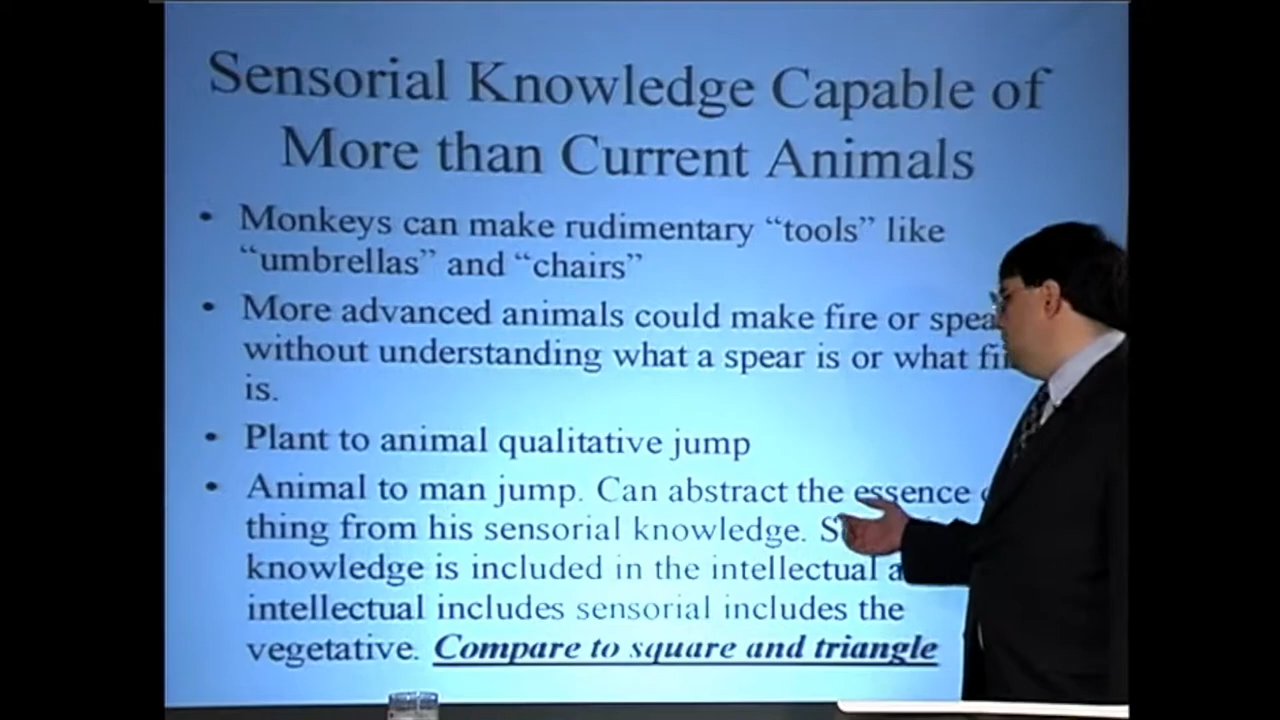 Sensorial Knowledge Capable of
More than Current Animals
• Monkeys can make rudimentary “tools” like
“umbrellas” and “chairs”
• More advanced animals could make fire or
without understanding what a spear is or what
is.
• Plant to animal qualitative jump
• Animal to man jump. Can abstract the essence
thing from his sensorial knowledge.
knowledge is included in the intellectual
intellectual includes sensorial includes the
vegetative. Compare to square and triangle